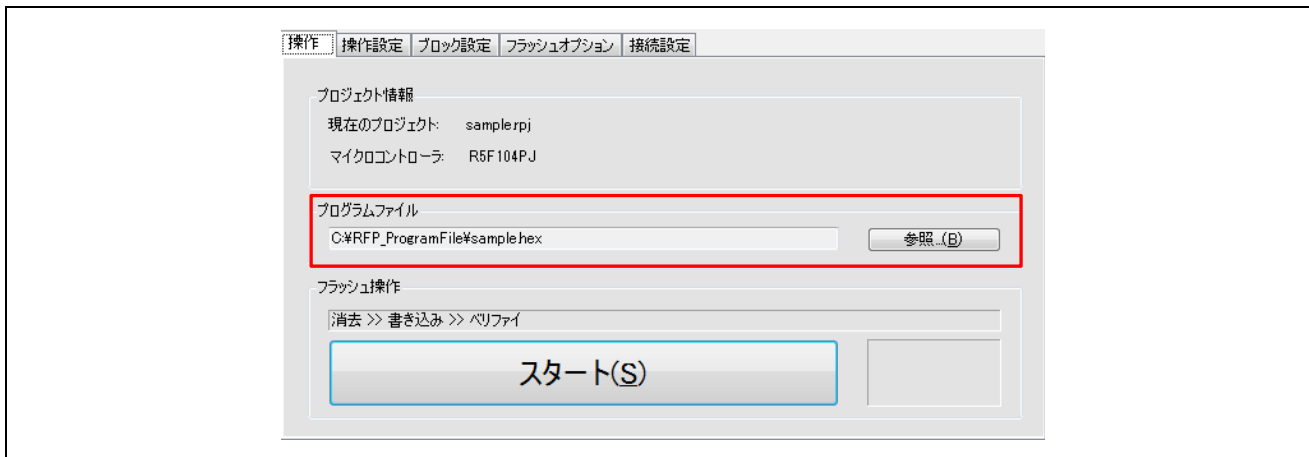 操作 操作設定 ブロック設定 フラッシュオプション 接続設定
プロジェクト情報
現在のプロジェクト: sample.rpj
マイクロコントローラ: R5F104PJ
プログラムファイル
C:¥RFP_ProgramFile¥sample.hex 参照...(B)
フラッシュ操作
消去 >> 書き込み >> ベリファイ
スタート(S)